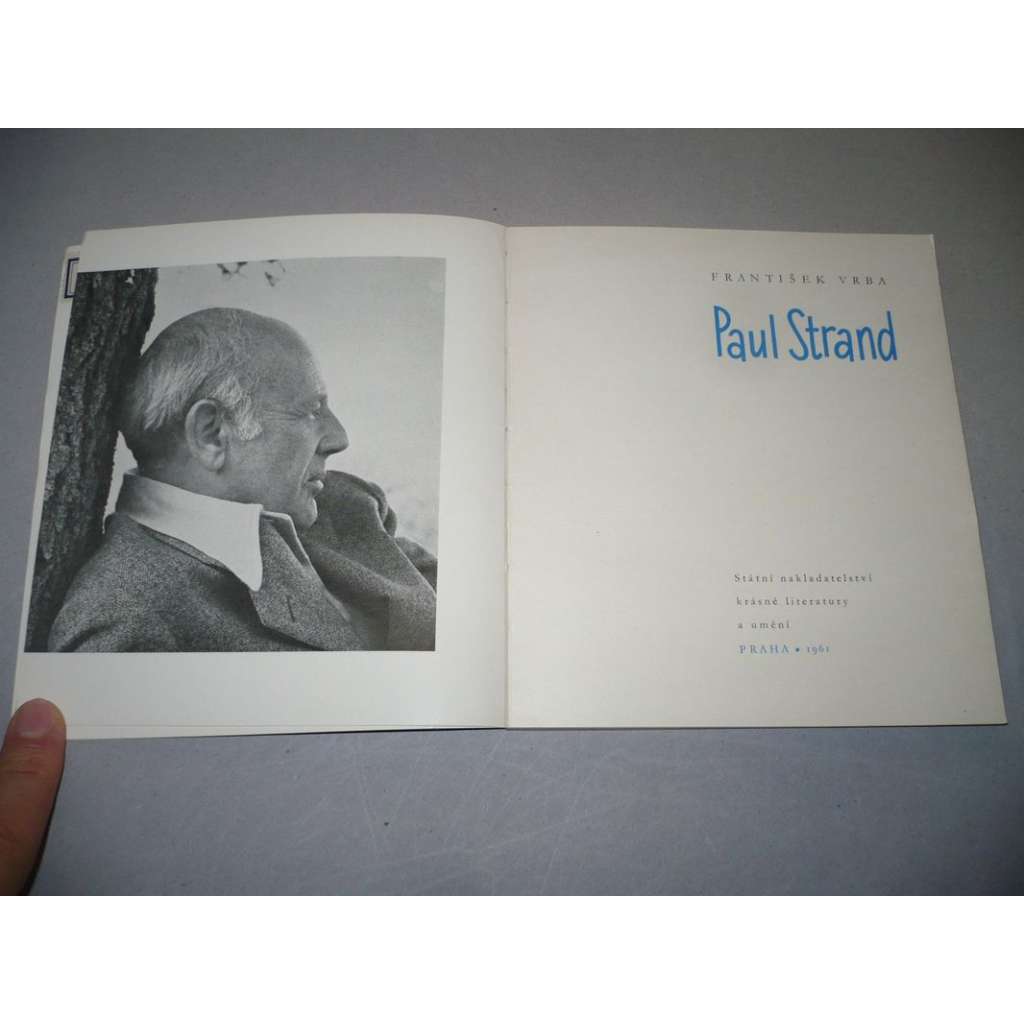 FRANTIŠEK VRBA
Paul Strand
Státní nakladatelství
krásné literatury
a umění
PRAHA • 1961